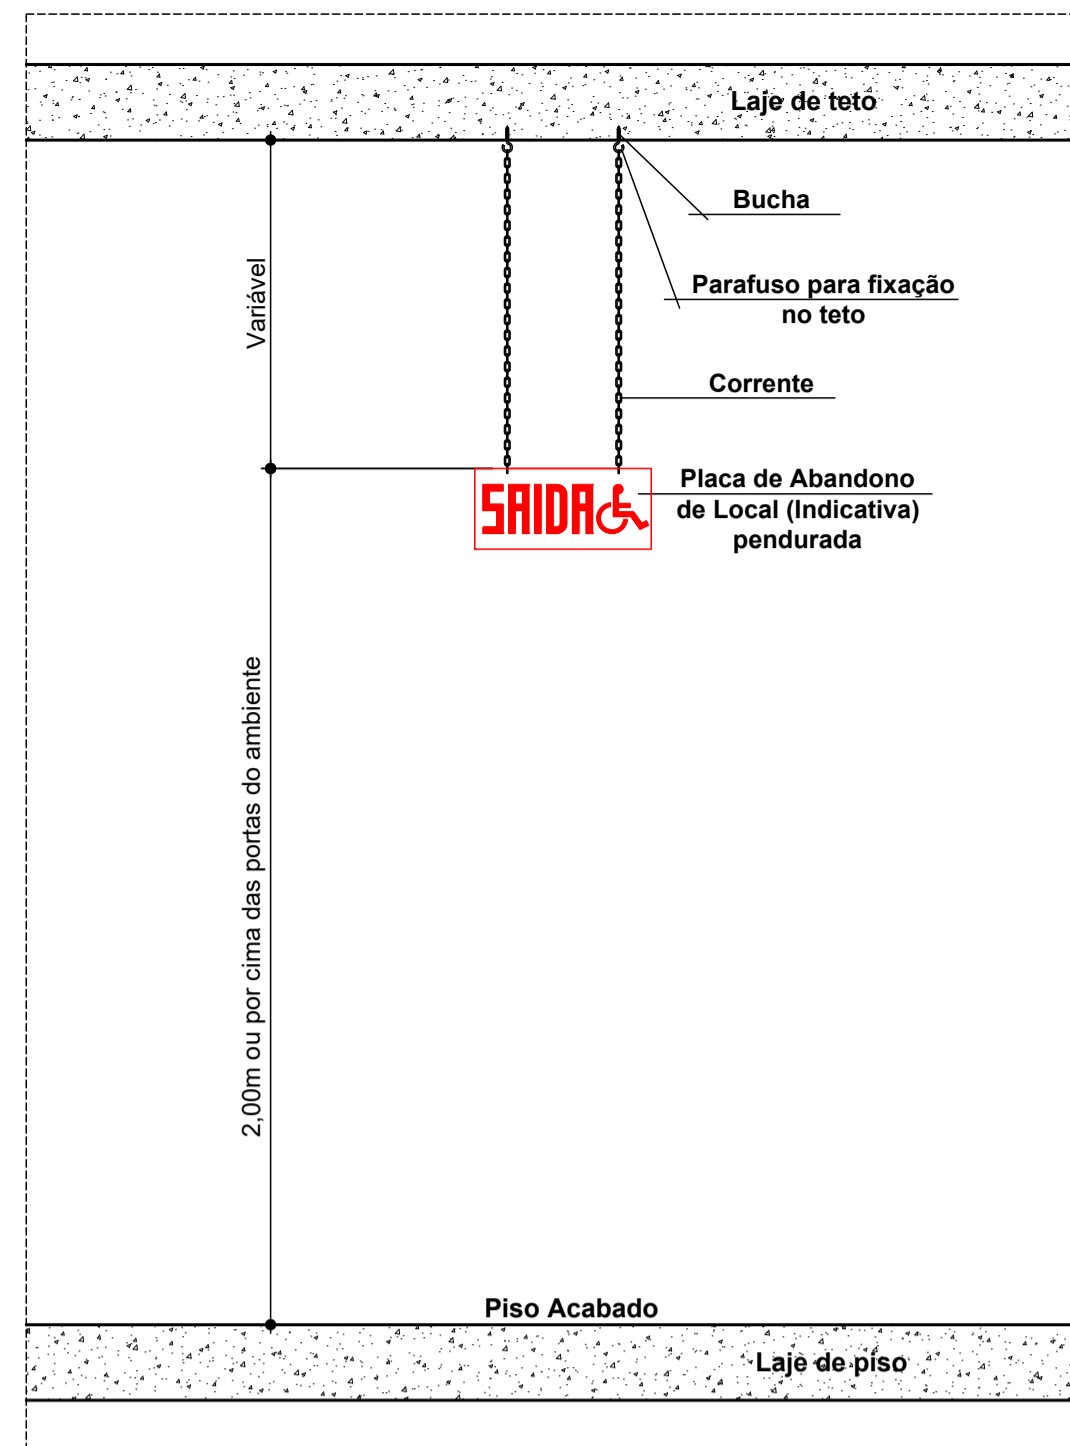 Laje de teto
Bucha
Variável
Parafuso para fixação
no teto
Corrente
SAIDA
Placa de Abandono
de Local (Indicativa)
pendurada
2,00m ou por cima das portas do ambiente
Piso Acabado
Laje de piso